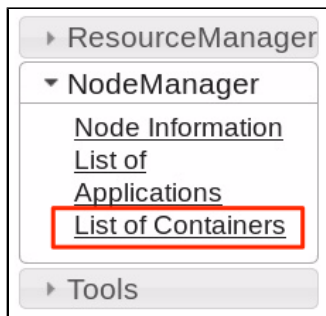 ResourceManager
NodeManager
Node Information
List of
Applications
List of Containers
Tools